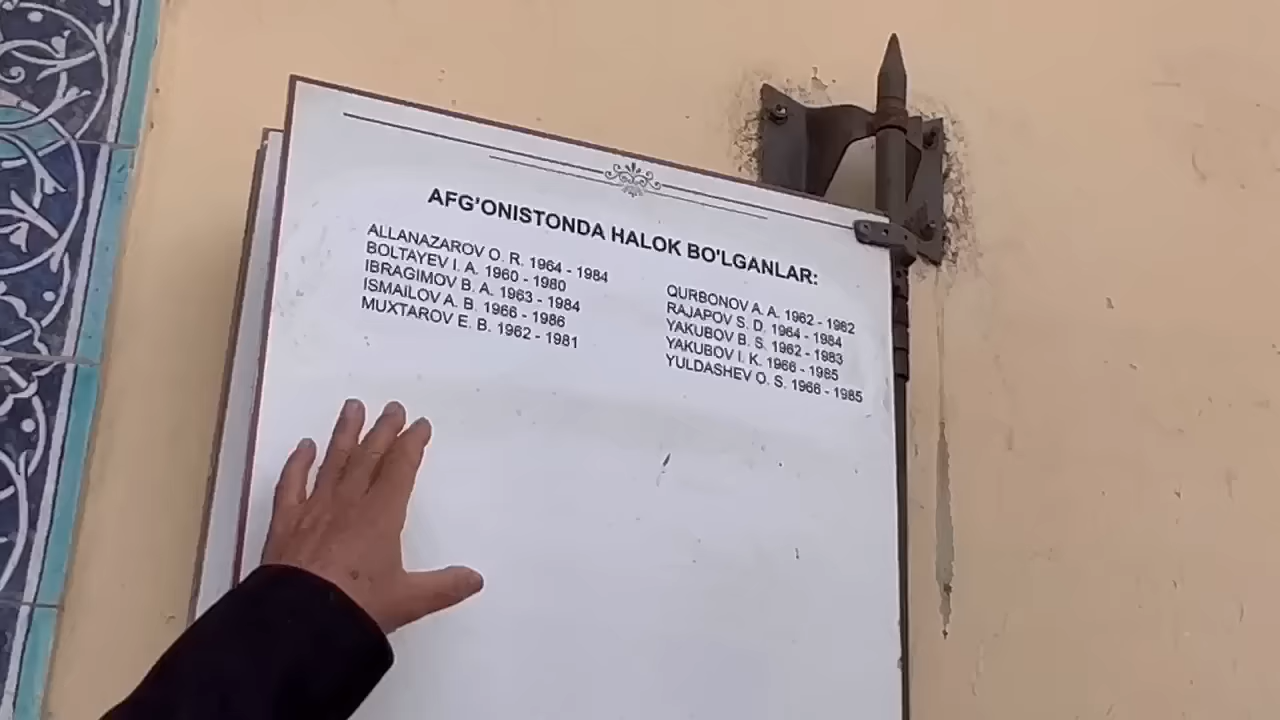 AFG'ONISTONDA HALOK BO'LGANLAR:
ALLANAZAROV O. R. 1964 - 1984
BOLTAYEV I. A. 1960 - 1980
IBRAGIMOV B. A. 1963 - 1984
ISMAILOV A. B. 1966 - 1986
MUXTAROV E. B. 1962 - 1981
QURBONOV A. A. 1962 - 1982
RAJAPOV S. D. 1964 - 1984
YAKUBOV B. S. 1962 - 1983
YAKUBOV I. K. 1966 - 1985
YULDASHEV O. S. 1966 - 1985